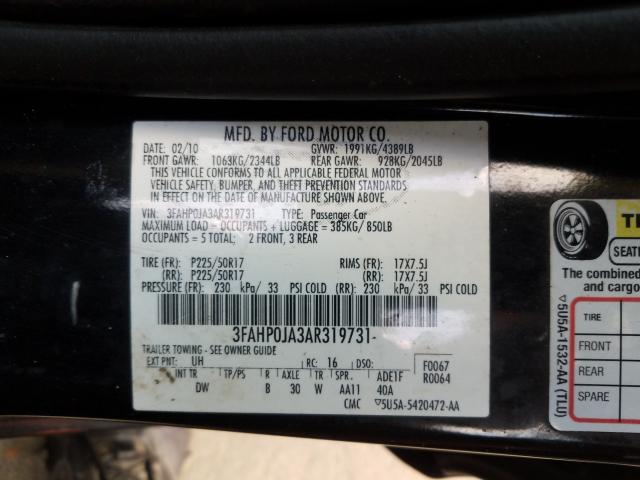 MFD. BY FORD MOTOR CO.
DATE: 02/10 GVWR: 1991KG/4389LB
FRONT GAWR: 1063KG/2344LB REAR GAWR: 928KG/2045LB
THIS VEHICLE CONFORMS TO ALL APPLICABLE FEDERAL MOTOR
VEHICLE SAFETY, BUMPER, AND THEFT PREVENTION STANDARDS
IN EFFECT ON THE DATE OF MANUFACTURE SHOWN ABOVE.
VIN: 3FAHP0JA3AR319731 TYPE: Passenger Car
MAXIMUM LOAD = OCCUPANTS + LUGGAGE = 385KG/ 850LB
OCCUPANTS = 5 TOTAL; 2 FRONT, 3 REAR
TIRE (FR): P225/50R17 RIMS (FR): 17X7.5J
(RR): P225/50R17 (RR): 17X7.5J
PRESSURE (FR): 230 kPa/ 33 PSI COLD (RR): 230 kPa/ 33 PSI COLD
3FAHP0JA3AR319731-
TRAILER TOWING - SEE OWNER GUIDE
EXT PNT: UH RC: 16 DSO: F0067
INT TR TP/PS R AXLE TR SPR ADE1F R0064
DW B 30 W AA11 40A
CMC ▽5U5A-5420472-AA
SEATI
The combined
and cargo
TIRE
FRONT
REAR
SPARE
▽5U5A-1532-AA (TLU)